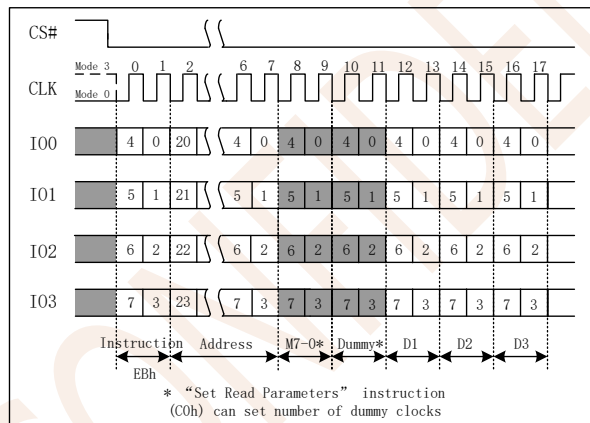 CS#
Mode 3 0 1 2 6 7 8 9 10 11 12 13 14 15 16 17
CLK
Mode 0
IO0 4 0 20 4 0 4 0 4 0 4 0 4 0 4 0
IO1 5 1 21 5 1 5 1 5 1 5 1 5 1 5 1
IO2 6 2 22 6 2 6 2 6 2 6 2 6 2 6 2
IO3 7 3 23 7 3 7 3 7 3 7 3 7 3 7 3
Instruction Address M7-0* Dummy* D1 D2 D3
EBh
* “Set Read Parameters” instruction
(C0h) can set number of dummy clocks